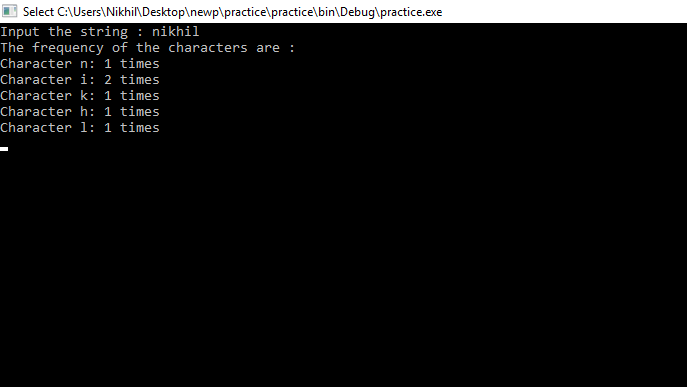 Select C:\Users\Nikhil\Desktop\newp\practice\practice\bin\Debug\practice.exe
Input the string : nikhil
The frequency of the characters are :
Character n: 1 times
Character i: 2 times
Character k: 1 times
Character h: 1 times
Character l: 1 times